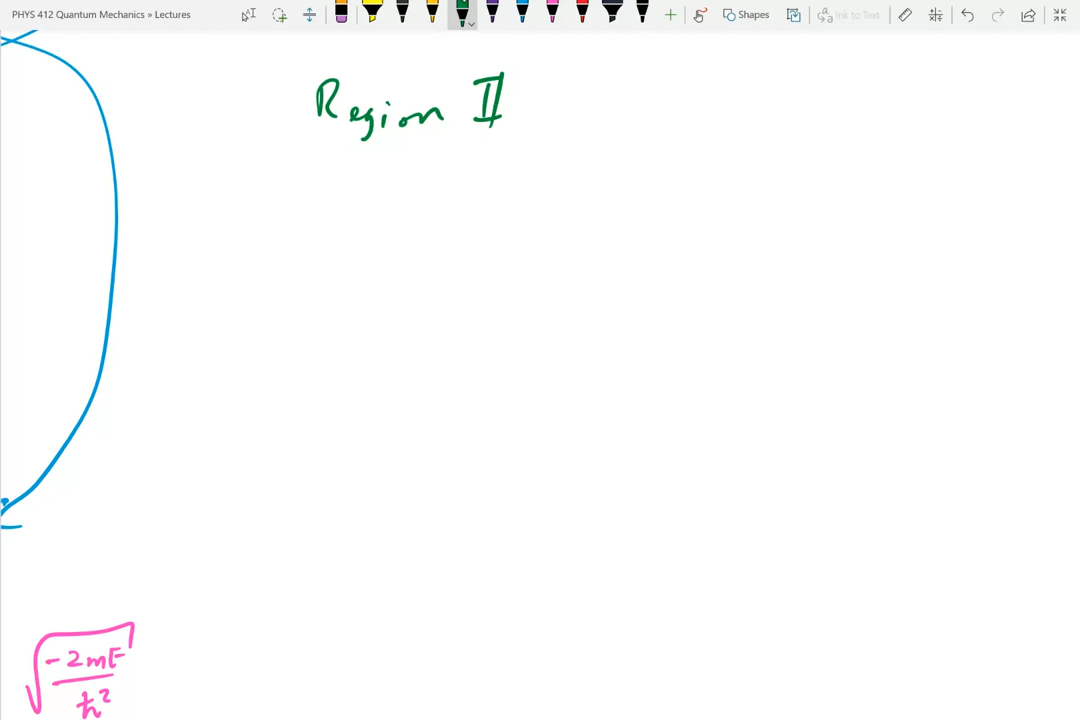 PHYS 412 Quantum Mechanics » Lectures
Shapes
Ink to Text
Region II
√(-2mE/ħ²)